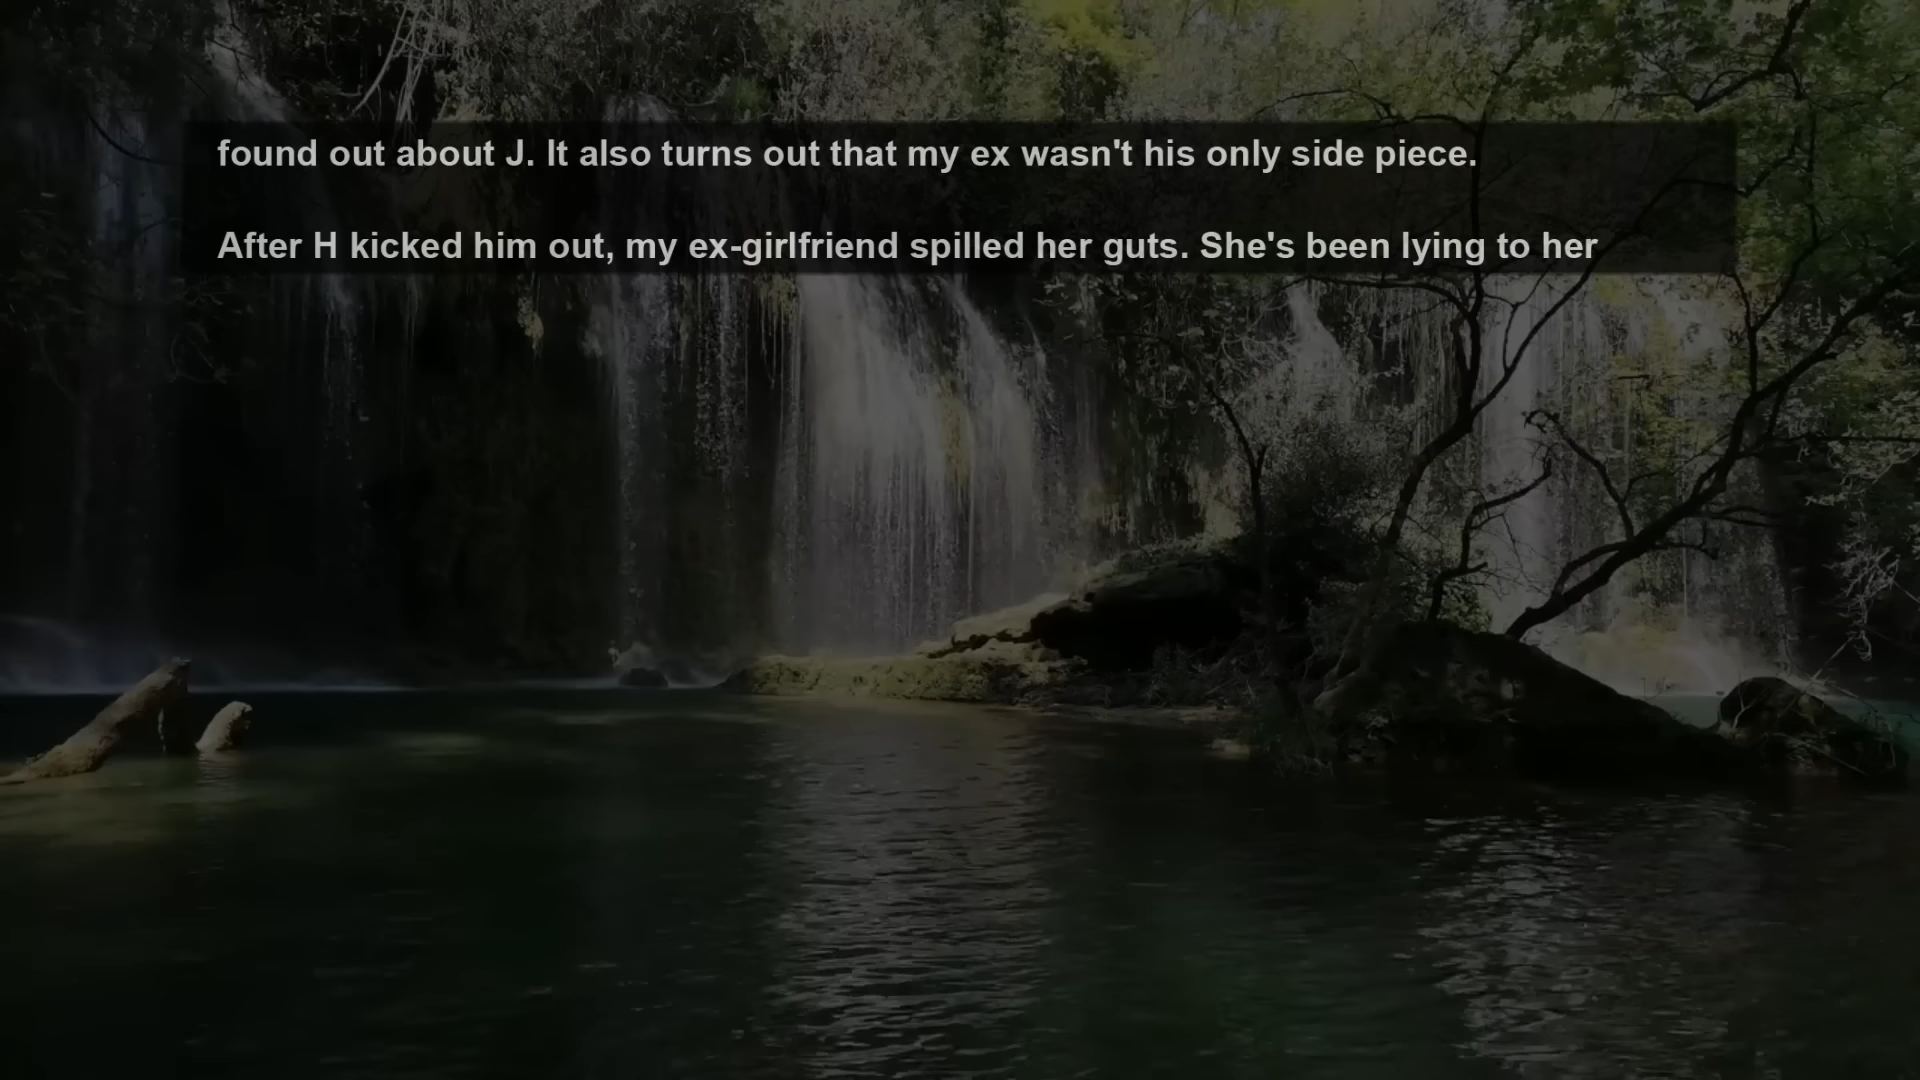 found out about J. It also turns out that my ex wasn't his only side piece.
After H kicked him out, my ex-girlfriend spilled her guts. She's been lying to her